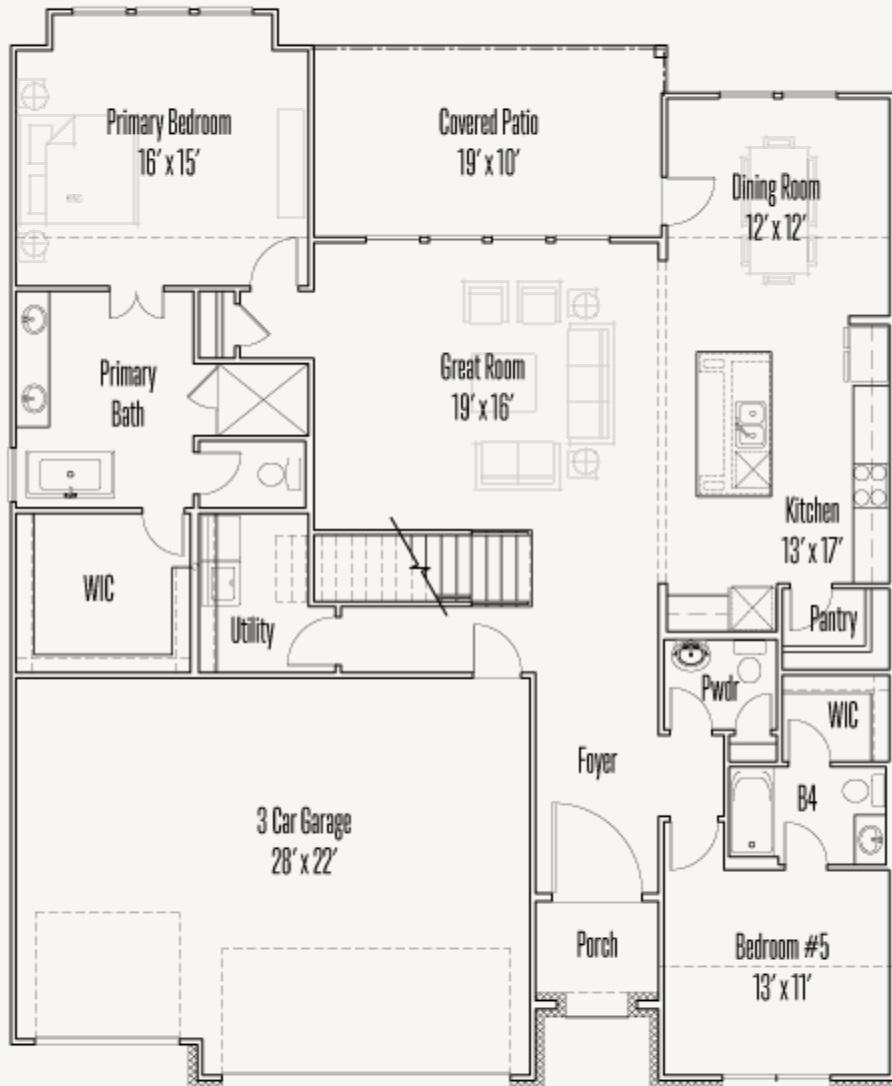 Primary Bedroom
16' x 15'
Covered Patio
19' x 10'
Dining Room
12' x 12'
Primary
Bath
Great Room
19' x 16'
Kitchen
13' x 17'
WIC
Utility
Pantry
Pwdr
WIC
Foyer
B4
3 Car Garage
28' x 22'
Porch
Bedroom #5
13' x 11'